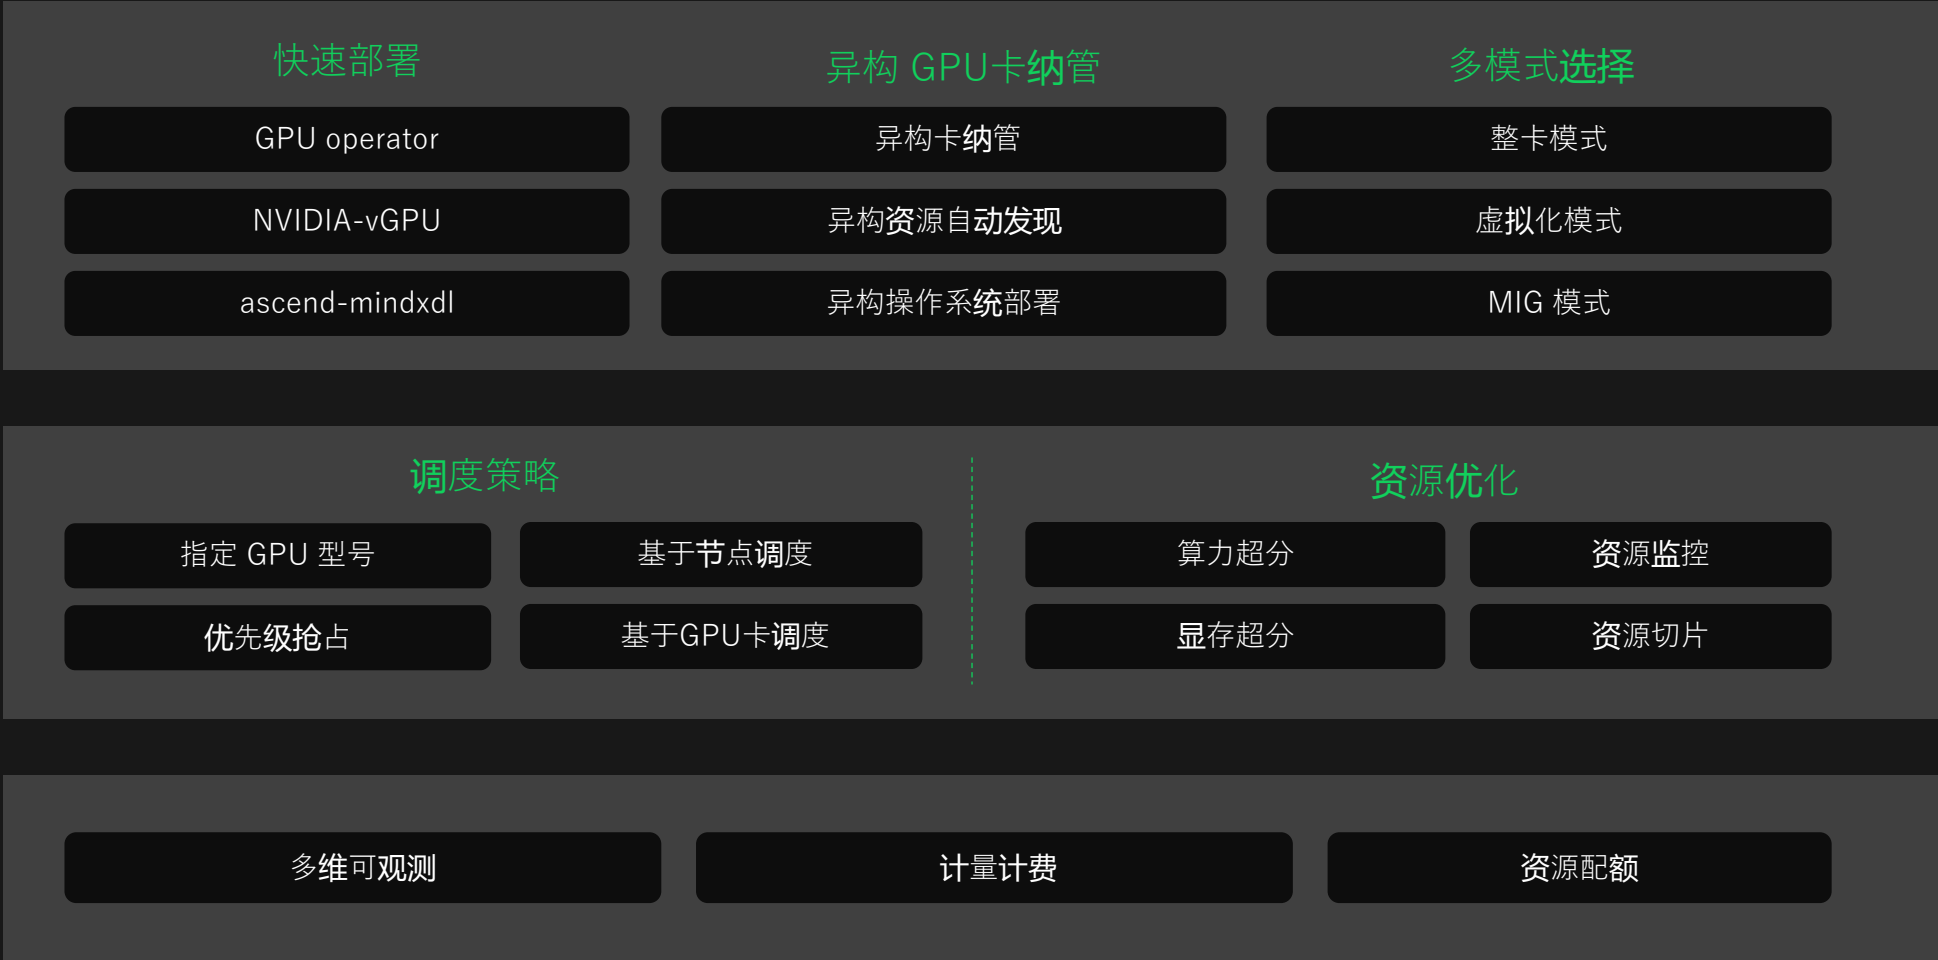 快速部署
异构 GPU卡纳管
多模式选择
GPU operator
异构卡纳管
整卡模式
NVIDIA-vGPU
异构资源自动发现
虚拟化模式
ascend-mindxdl
异构操作系统部署
MIG 模式
调度策略
资源优化
指定 GPU 型号
基于节点调度
算力超分
资源监控
优先级抢占
基于GPU卡调度
显存超分
资源切片
多维可观测
计量计费
资源配额